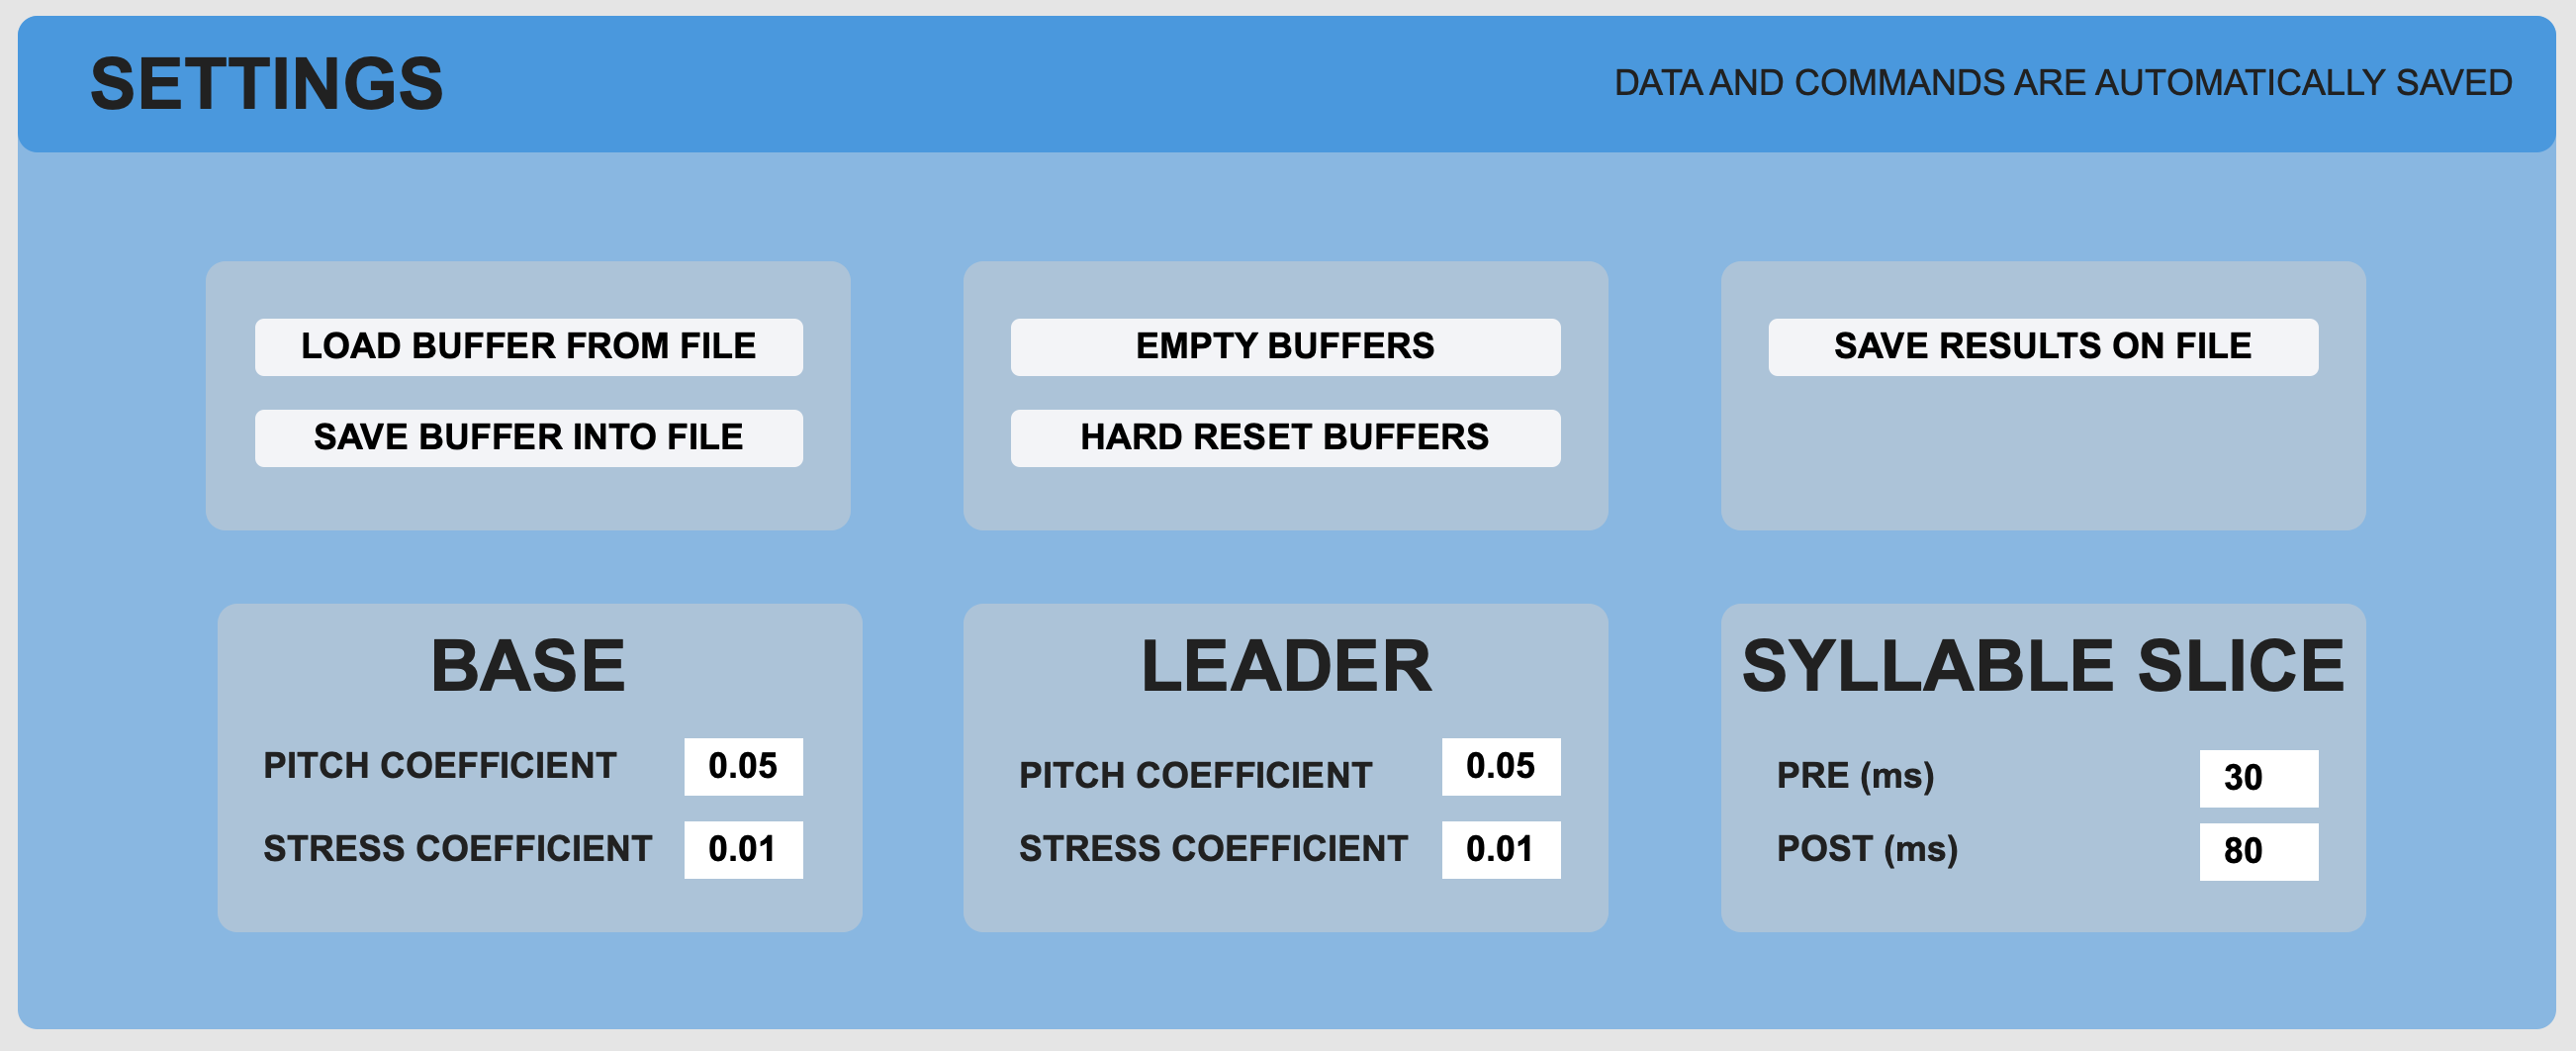 SETTINGS
DATA AND COMMANDS ARE AUTOMATICALLY SAVED
LOAD BUFFER FROM FILE
SAVE BUFFER INTO FILE
EMPTY BUFFERS
HARD RESET BUFFERS
SAVE RESULTS ON FILE
BASE
PITCH COEFFICIENT 0.05
STRESS COEFFICIENT 0.01
LEADER
PITCH COEFFICIENT 0.05
STRESS COEFFICIENT 0.01
SYLLABLE SLICE
PRE (ms) 30
POST (ms) 80